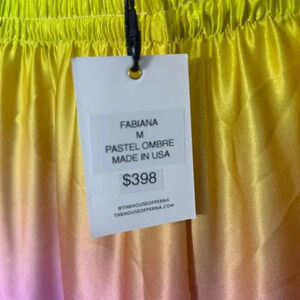 FABIANA
M
PASTEL OMBRE
MADE IN USA
$398
@THEHOUSEOFPERNA
THEHOUSEOFPERNA.COM